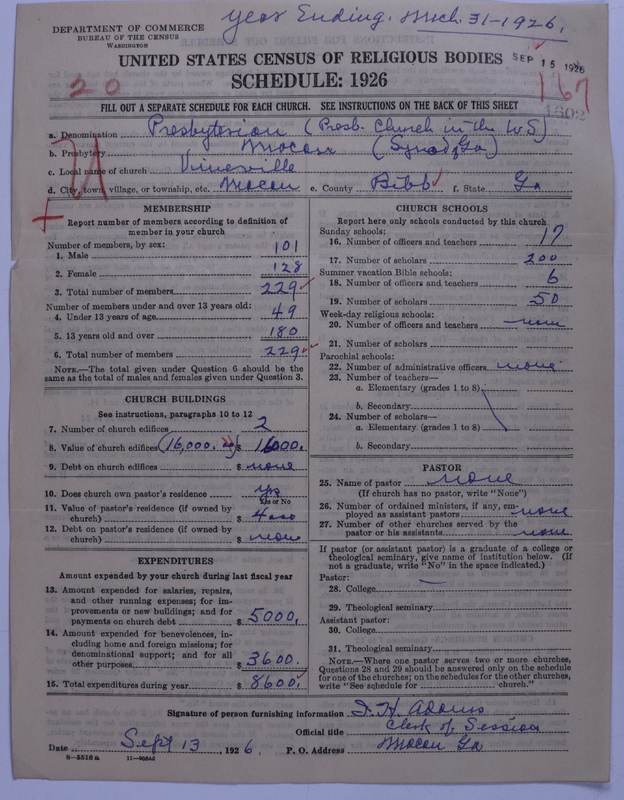 Year Ending. Mch. 31-1926.
DEPARTMENT OF COMMERCE
BUREAU OF THE CENSUS
WASHINGTON
UNITED STATES CENSUS OF RELIGIOUS BODIES
SEP 15 1926
SCHEDULE: 1926
20
167
1602
FILL OUT A SEPARATE SCHEDULE FOR EACH CHURCH. SEE INSTRUCTIONS ON THE BACK OF THIS SHEET
a. Denomination Presbyterian (Presb. Church in the U S)
b. Presbytery Macon (Synod Ga)
c. Local name of church Vineville
d. City, town, village, or township, etc. Macon e. County Bibb f. State Ga
U
MEMBERSHIP
Report number of members according to definition of
member in your church
Number of members, by sex:
1. Male 101
2. Female 128
3. Total number of members 229
Number of members under and over 13 years old:
4. Under 13 years of age 49
5. 13 years old and over 180
6. Total number of members 229
NOTE.—The total given under Question 6 should be the
same as the total of males and females given under Question 3.
CHURCH BUILDINGS
See instructions, paragraphs 10 to 12
7. Number of church edifices 2
8. Value of church edifices (16,000. $ 16000.
9. Debt on church edifices $ none
10. Does church own pastor's residence Yes
Yes or No
11. Value of pastor's residence (if owned by
church) $ 4000
12. Debt on pastor's residence (if owned by
church) $ none
EXPENDITURES
Amount expended by your church during last fiscal year
13. Amount expended for salaries, repairs,
and other running expenses; for im-
provements or new buildings; and for
payments on church debt $ 5000.
14. Amount expended for benevolences, in-
cluding home and foreign missions; for
denominational support; and for all
other purposes $ 3600.
15. Total expenditures during year $ 8600.
CHURCH SCHOOLS
Report here only schools conducted by this church
Sunday schools:
16. Number of officers and teachers 17
17. Number of scholars 200
Summer vacation Bible schools:
18. Number of officers and teachers 6
19. Number of scholars 50
Week-day religious schools:
20. Number of officers and teachers none
21. Number of scholars
Parochial schools:
22. Number of administrative officers none
23. Number of teachers—
a. Elementary (grades 1 to 8)
b. Secondary
24. Number of scholars—
a. Elementary (grades 1 to 8)
b. Secondary
PASTOR
25. Name of pastor none
(If church has no pastor, write "None")
26. Number of ordained ministers, if any, em-
ployed as assistant pastors none
27. Number of other churches served by the
pastor or his assistants none
If pastor (or assistant pastor) is a graduate of a college or
theological seminary, give name of institution below. (If
not a graduate, write "No" in the space indicated.)
Pastor:
28. College
29. Theological seminary
Assistant pastor:
30. College
31. Theological seminary
NOTE.—Where one pastor serves two or more churches,
Questions 28 and 29 should be answered only on the schedule
for one of the churches; on the schedules for the other churches,
write "See schedule for church."
Signature of person furnishing information I. H Adams
Official title Clerk of Session
Date Sept 13, 1926 P. O. Address Macon Ga
8—5518a 11—9664d